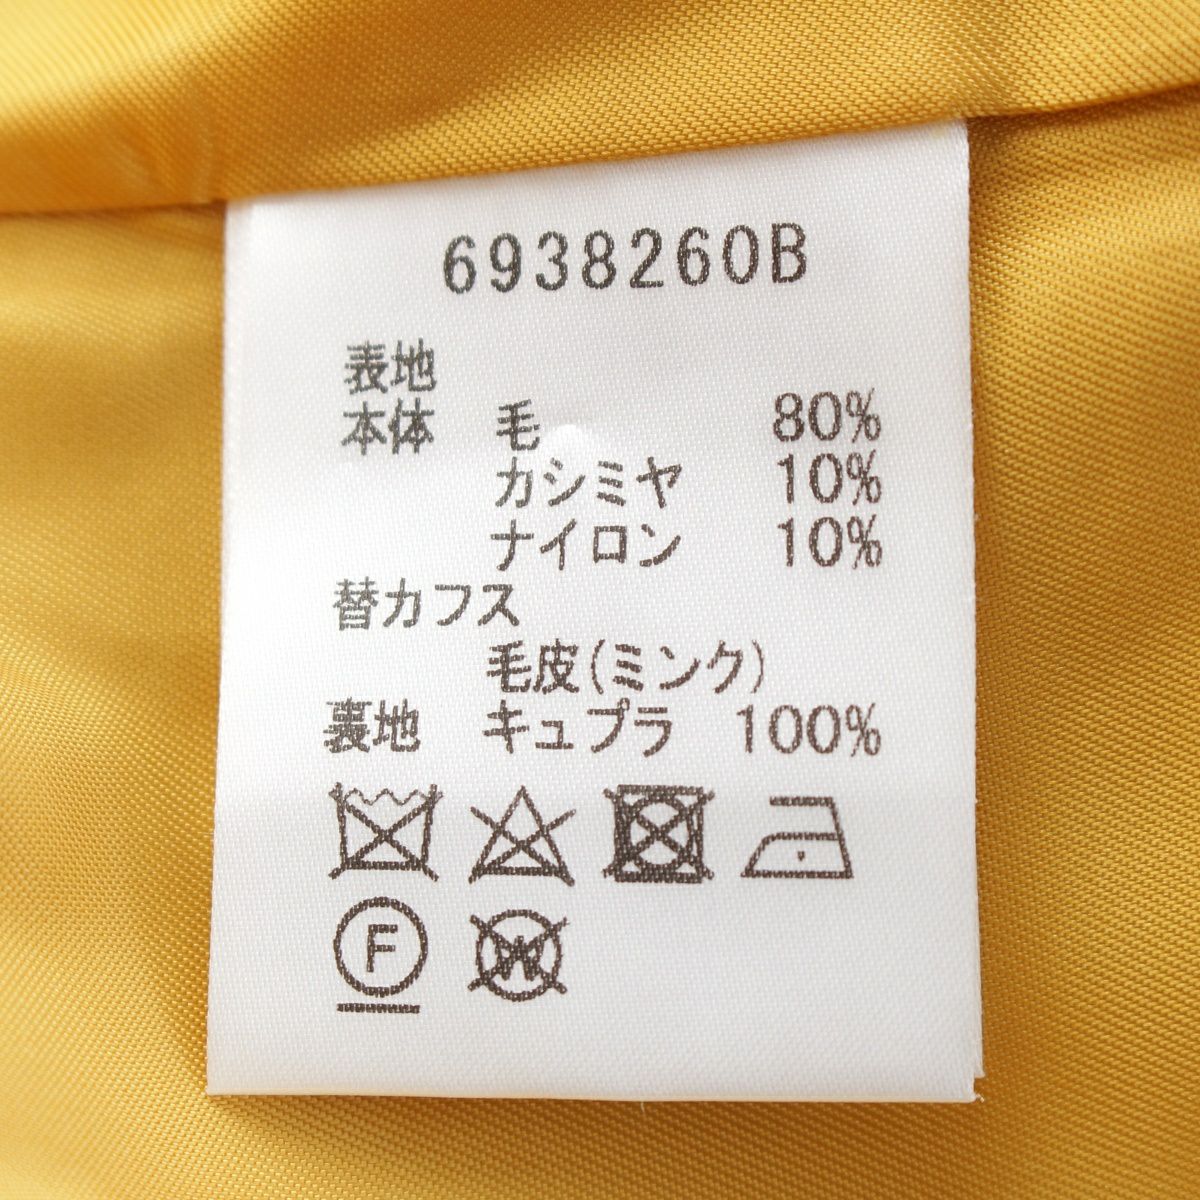 6938260B
表地
本体 毛 80%
カシミヤ 10%
ナイロン 10%
替カフス
毛皮(ミンク)
裏地 キュプラ 100%
F W